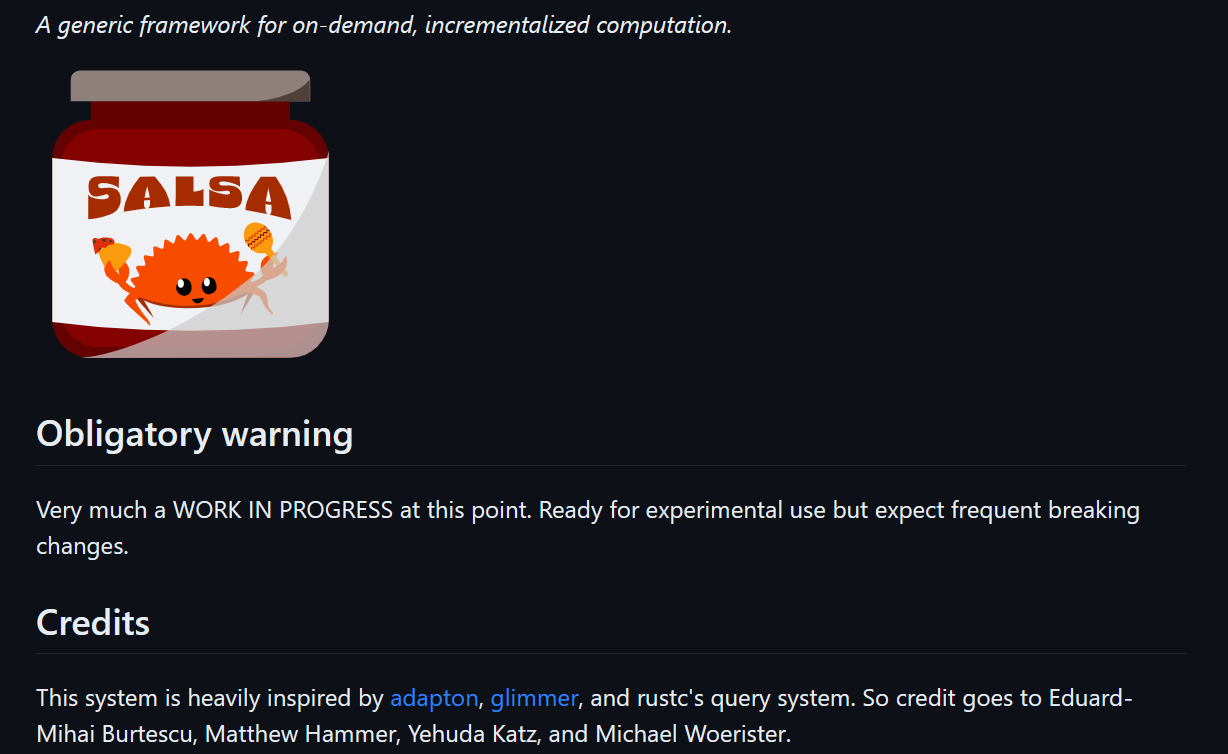 A generic framework for on-demand, incrementalized computation.
SALSA
Obligatory warning
Very much a WORK IN PROGRESS at this point. Ready for experimental use but expect frequent breaking
changes.
Credits
This system is heavily inspired by adapton, glimmer, and rustc's query system. So credit goes to Eduard-
Mihai Burtescu, Matthew Hammer, Yehuda Katz, and Michael Woerister.